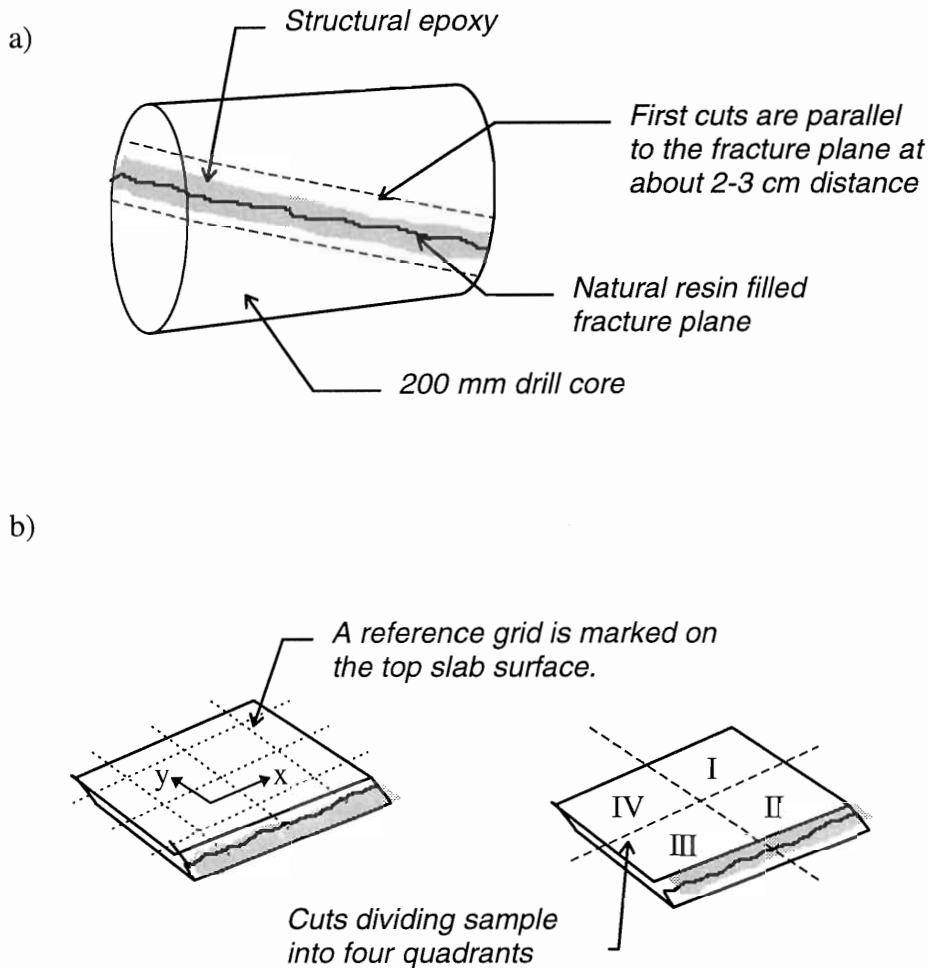 a)
Structural epoxy
First cuts are parallel
to the fracture plane at
about 2-3 cm distance
Natural resin filled
fracture plane
200 mm drill core
b)
A reference grid is marked on
the top slab surface.
y
x
I
IV
II
III
Cuts dividing sample
into four quadrants